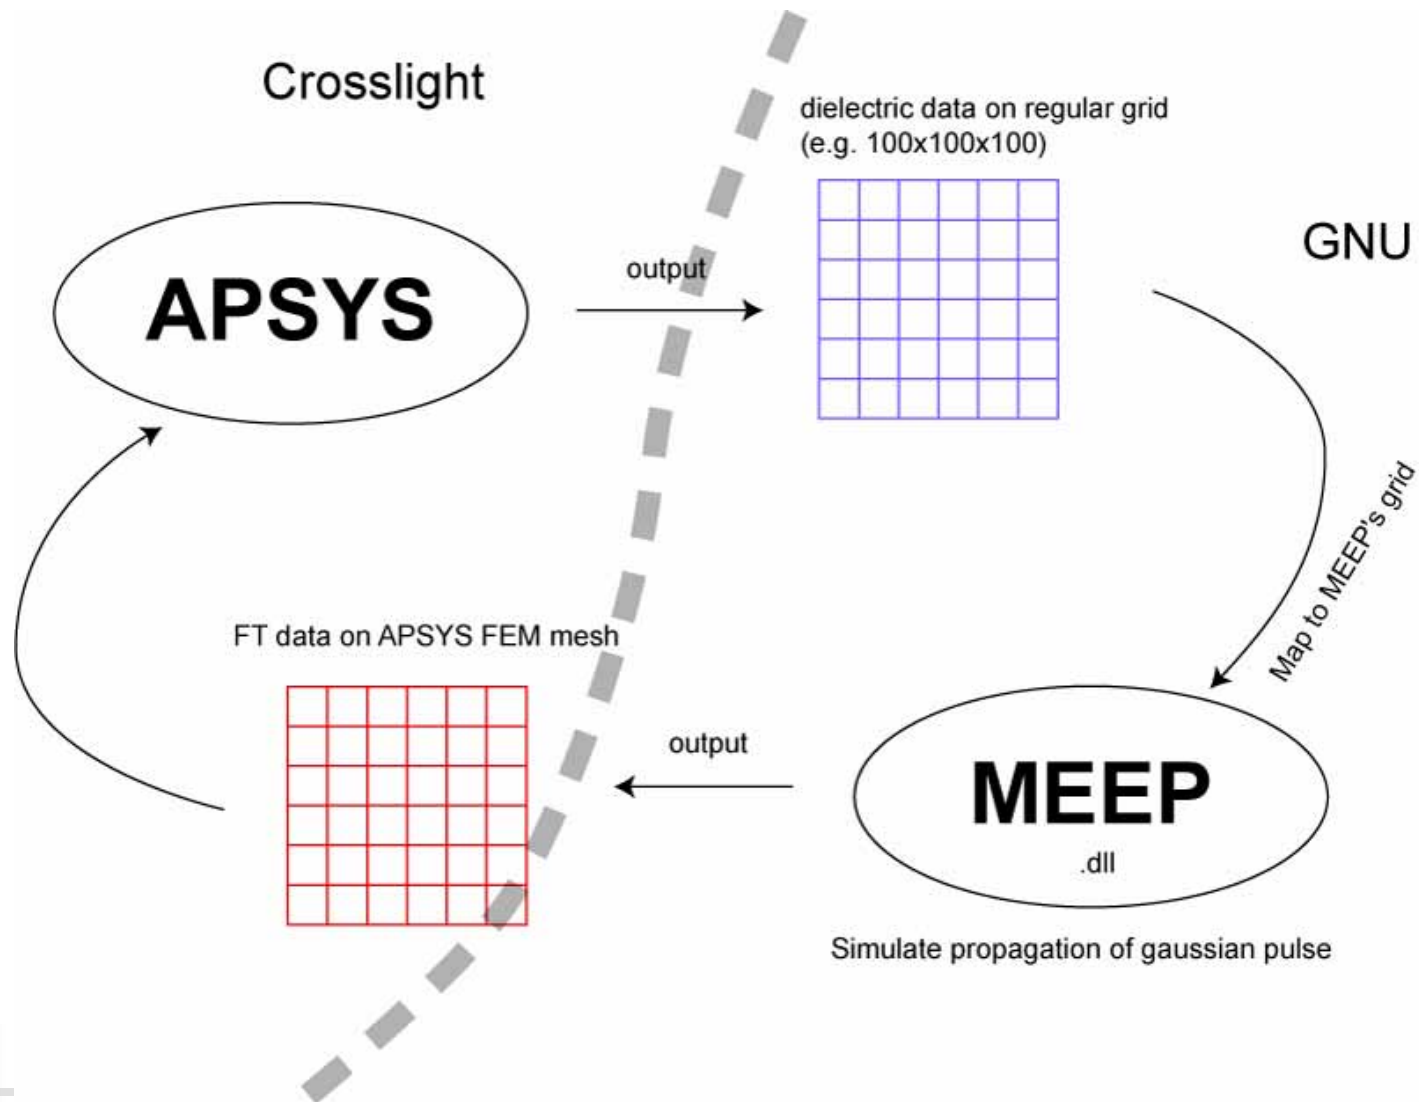 Crosslight
dielectric data on regular grid
(e.g. 100x100x100)
GNU
output
APSYS
Map to MEEP's grid
FT data on APSYS FEM mesh
output
MEEP
.dll
Simulate propagation of gaussian pulse